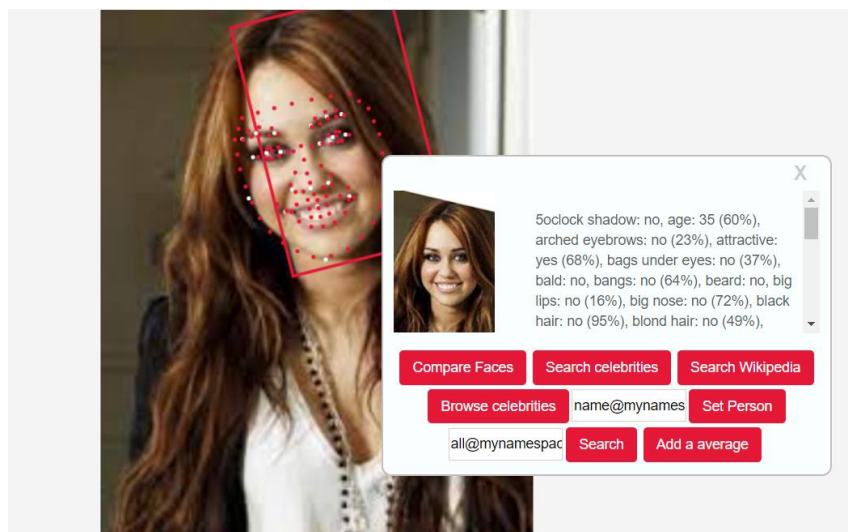 X
5oclock shadow: no, age: 35 (60%),
arched eyebrows: no (23%), attractive:
yes (68%), bags under eyes: no (37%),
bald: no, bangs: no (64%), beard: no, big
lips: no (16%), big nose: no (72%), black
hair: no (95%), blond hair: no (49%),
Compare Faces Search celebrities Search Wikipedia
Browse celebrities name@mynames Set Person
all@mynamespac Search Add a average